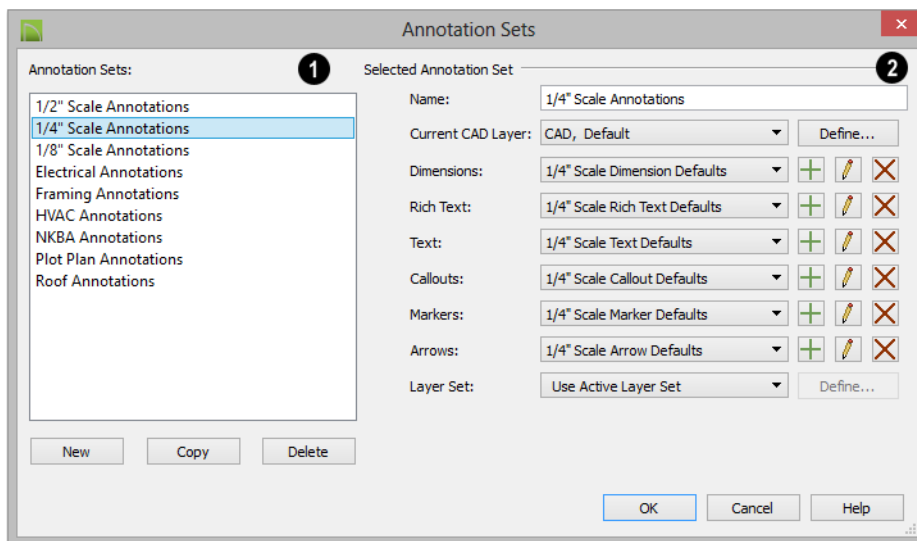 Annotation Sets
Annotation Sets:
1
1/2" Scale Annotations
1/4" Scale Annotations
1/8" Scale Annotations
Electrical Annotations
Framing Annotations
HVAC Annotations
NKBA Annotations
Plot Plan Annotations
Roof Annotations
New Copy Delete
Selected Annotation Set
2
Name: 1/4" Scale Annotations
Current CAD Layer: CAD, Default Define...
Dimensions: 1/4" Scale Dimension Defaults
Rich Text: 1/4" Scale Rich Text Defaults
Text: 1/4" Scale Text Defaults
Callouts: 1/4" Scale Callout Defaults
Markers: 1/4" Scale Marker Defaults
Arrows: 1/4" Scale Arrow Defaults
Layer Set: Use Active Layer Set Define...
OK Cancel Help